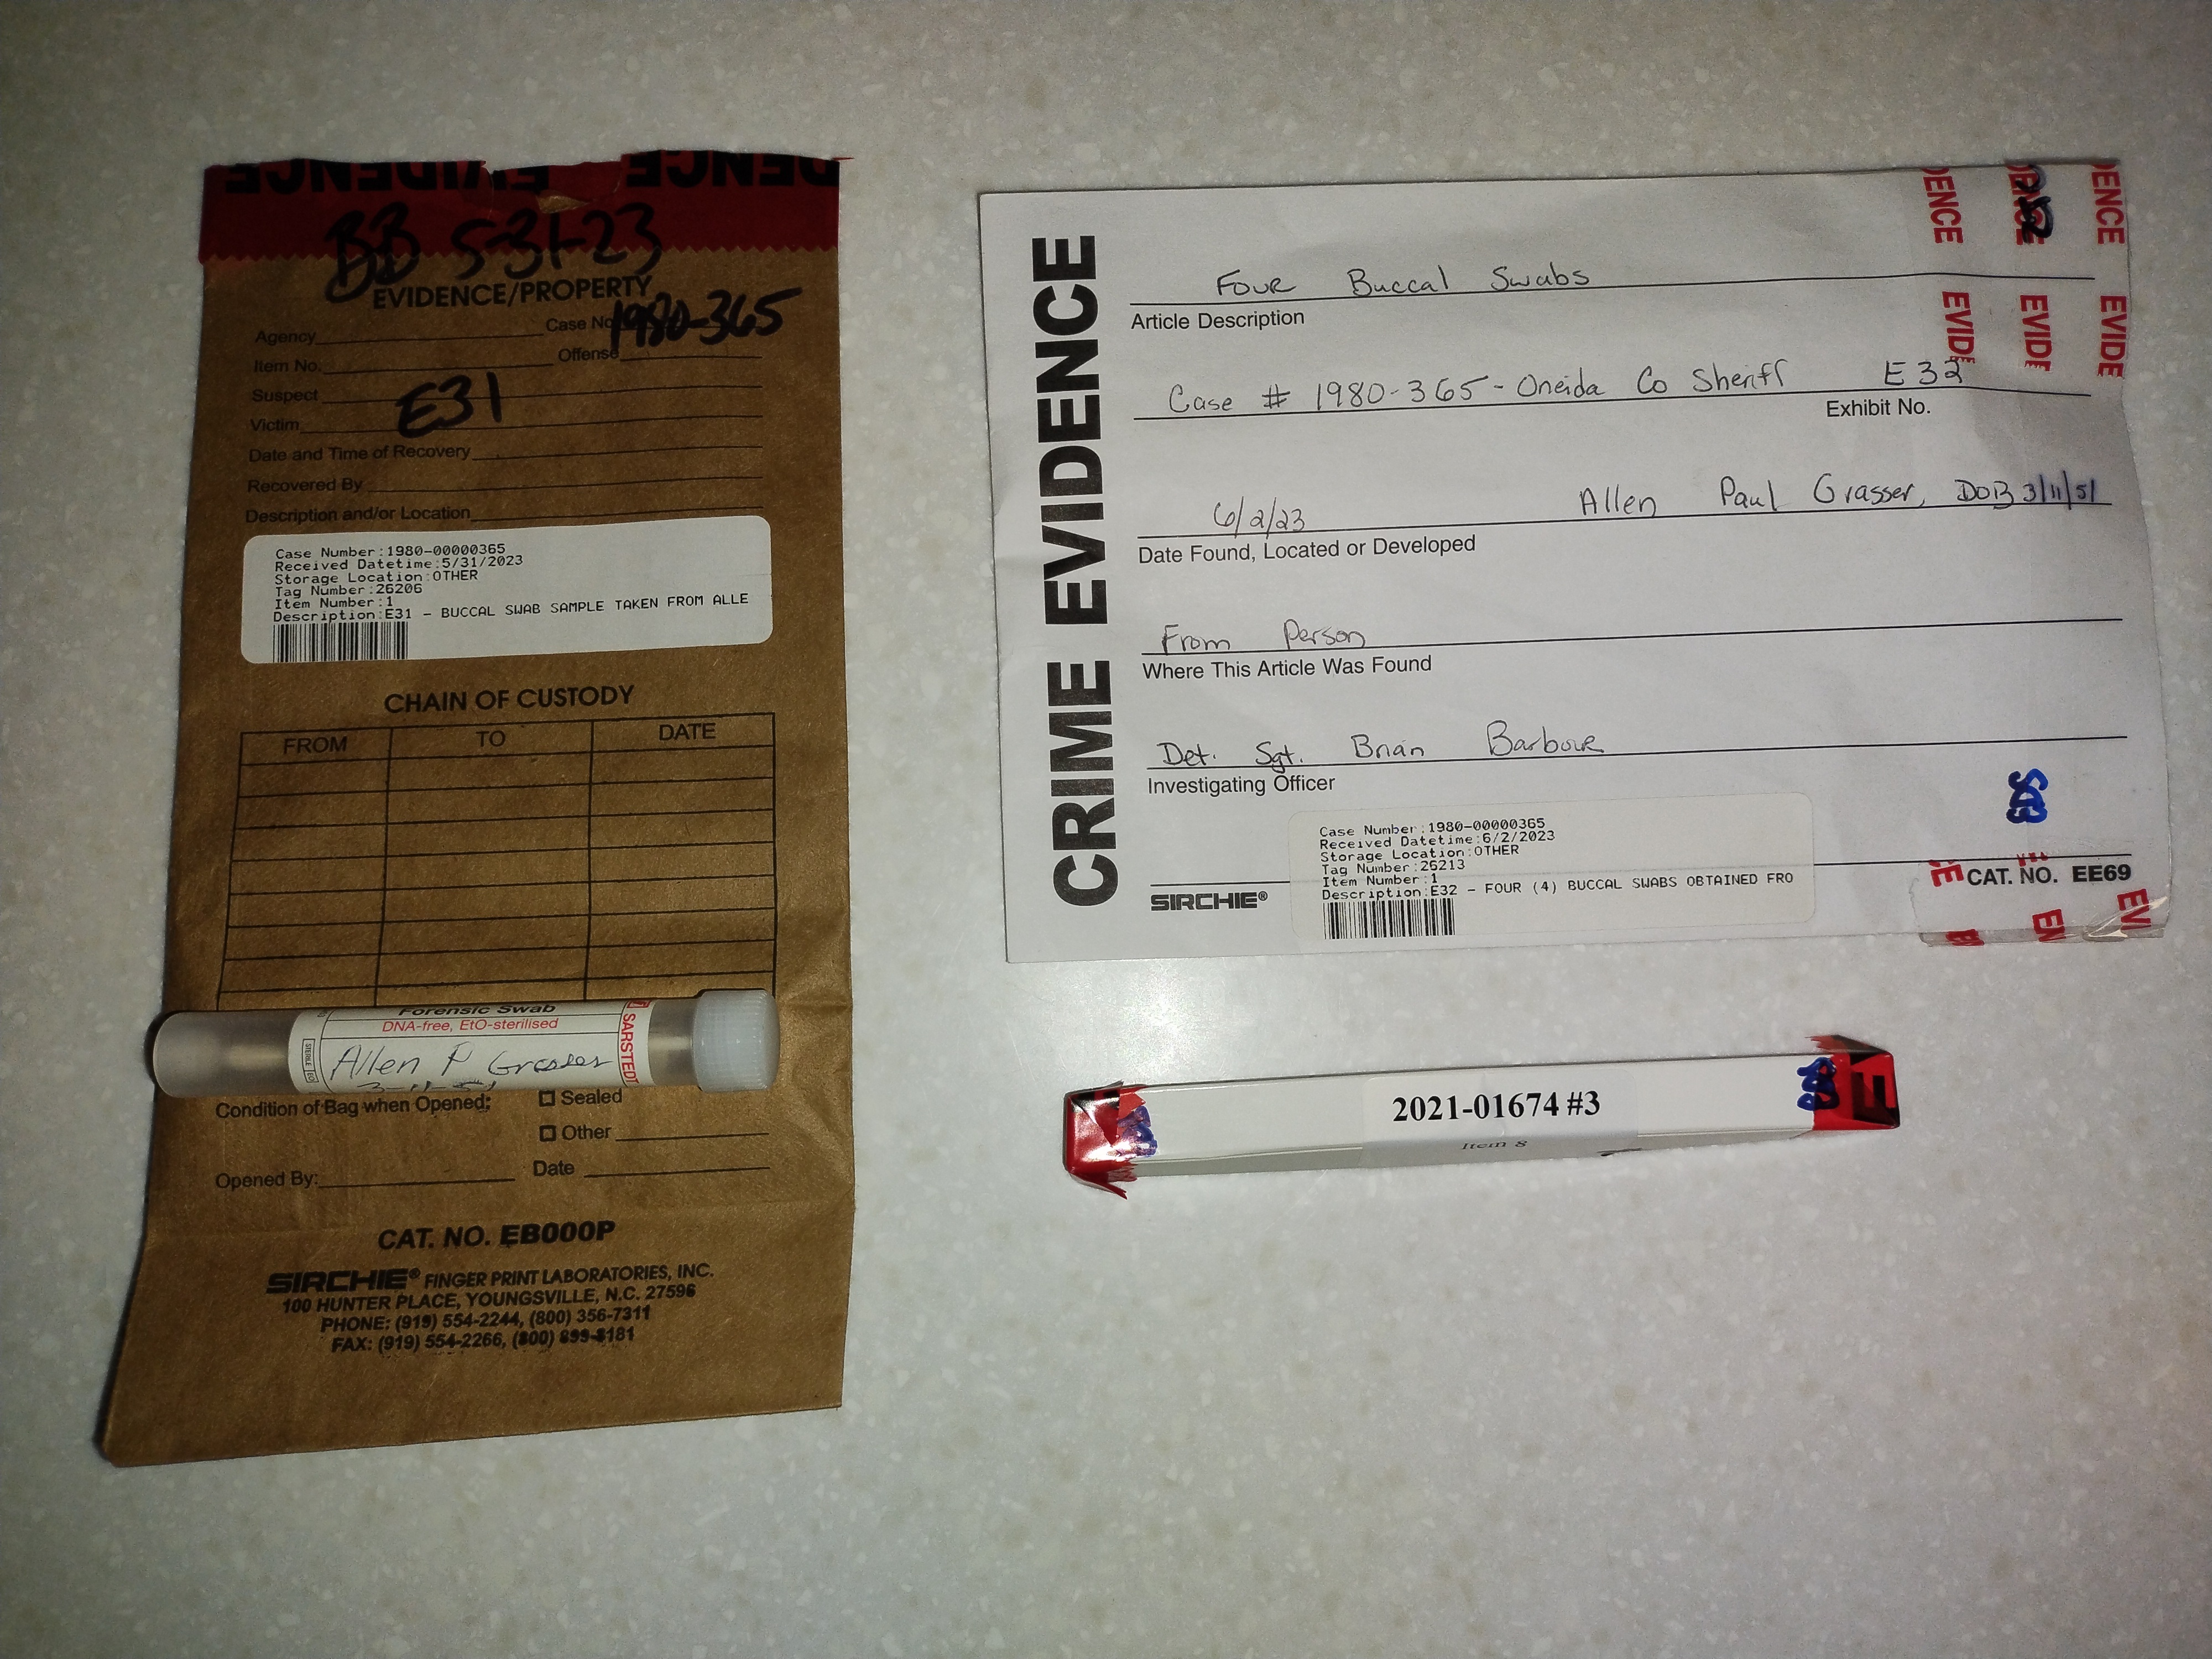 EVIDENCE
BB 5-31-23
EVIDENCE/PROPERTY
Agency Case No 1980-365
Item No. Offense
Suspect
E31
Victim
Date and Time of Recovery
Recovered By
Description and/or Location
Case Number:1980-00000365
Received Datetime:5/31/2023
Storage Location:OTHER
Tag Number:26206
Item Number:1
Description:E31 - BUCCAL SWAB SAMPLE TAKEN FROM ALLE
CHAIN OF CUSTODY
FROM TO DATE
Forensic Swab
DNA-free, EtO-sterilised
SARSTEDT
Allen P Grasser
3-11-51
Condition of Bag when Opened: Sealed
Other
Opened By: Date
CAT. NO. EB000P
SIRCHIE® FINGER PRINT LABORATORIES, INC.
100 HUNTER PLACE, YOUNGSVILLE, N.C. 27596
PHONE: (919) 554-2244, (800) 356-7311
FAX: (919) 554-2266, (800) 899-8181
CRIME EVIDENCE
Four Buccal Swabs
Article Description
Case # 1980-365 - Oneida Co Sheriff E32
Exhibit No.
6/2/23 Allen Paul Grasser, DOB 3/11/51
Date Found, Located or Developed
From Person
Where This Article Was Found
Det. Sgt. Brian Barbour
Investigating Officer
Case Number:1980-00000365
Received Datetime:6/2/2023
Storage Location:OTHER
Tag Number:26213
Item Number:1
Description:E32 - FOUR (4) BUCCAL SWABS OBTAINED FRO
SIRCHIE®
CAT. NO. EE69
DENCE DENCE
EVIDE EVIDE EVIDE
2021-01674 #3
Item 8